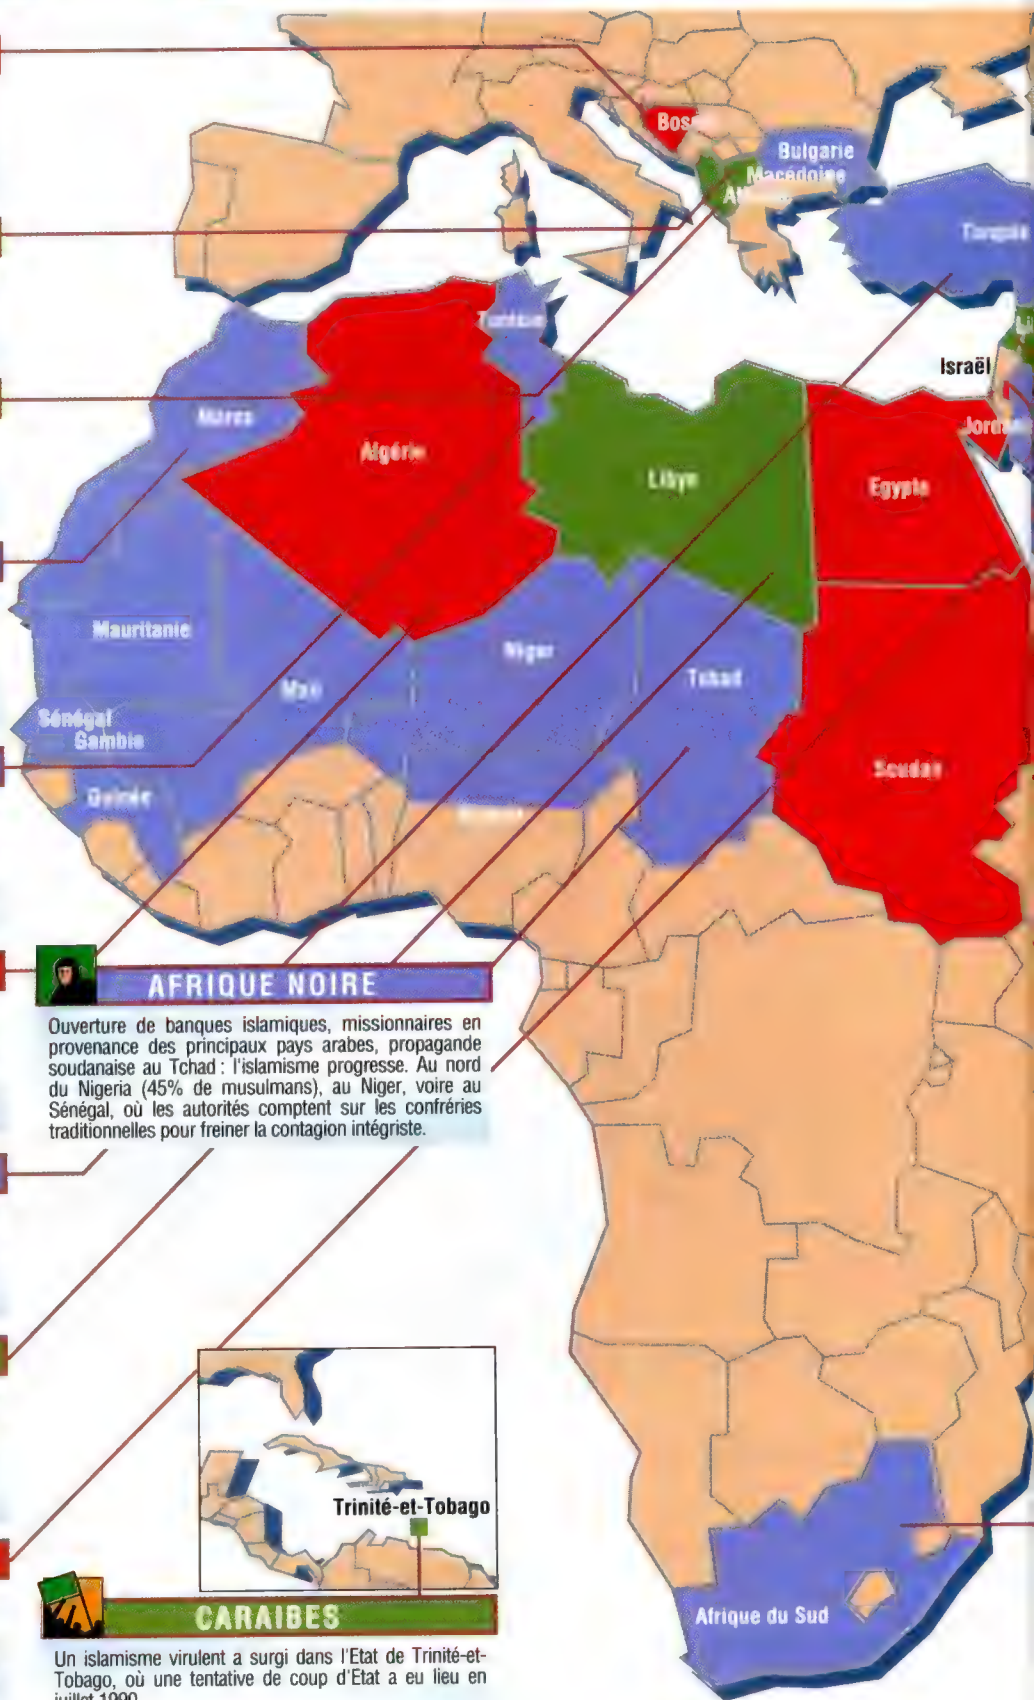 Bos
Bulgarie
Macédoine
Turquie
Tunisie
Israël
Maroc
Algérie
Libye
Egypte
Mauritanie
Niger
Tchad
Mali
Sénégal
Gambie
Soudan
Guinée
AFRIQUE NOIRE
Ouverture de banques islamiques, missionnaires en
provenance des principaux pays arabes, propagande
soudanaise au Tchad : l'islamisme progresse. Au nord
du Nigeria (45% de musulmans), au Niger, voire au
Sénégal, où les autorités comptent sur les confréries
traditionnelles pour freiner la contagion intégriste.
Trinité-et-Tobago
CARAIBES
Afrique du Sud
Un islamisme virulent a surgi dans l'Etat de Trinité-et-
Tobago, où une tentative de coup d'Etat a eu lieu en
juillet 1990